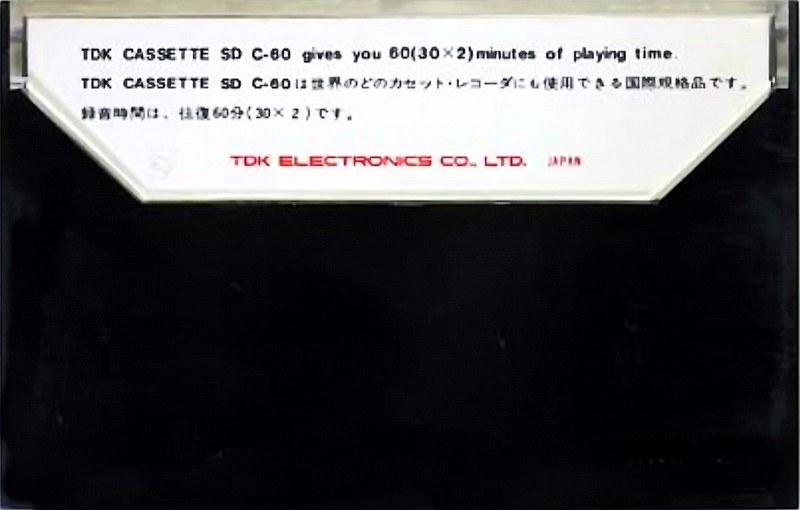 TDK CASSETTE SD C-60 gives you 60(30×2)minutes of playing time.
TDK CASSETTE SD C-60は世界のどのカセット・レコーダにも使用できる国際規格品です。
録音時間は、往復60分(30×2)です。
TDK ELECTRONICS CO., LTD. JAPAN